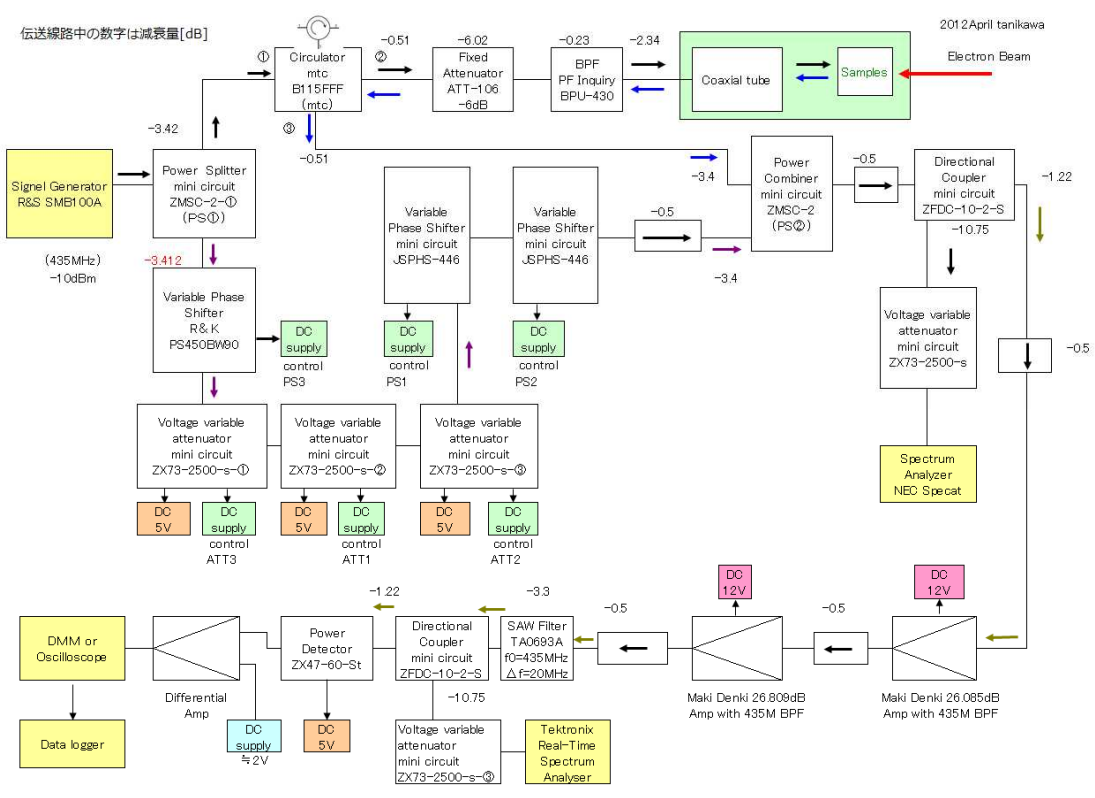 伝送線路中の数字は減衰量[dB]
2012April tanikawa
Electron Beam
①
Circulator
mtc
B115FFF
(mtc)
②
-0.51
③
-0.51
-6.02
Fixed
Attenuator
ATT-106
-6dB
-0.23
-2.34
BPF
PF Inquiry
BPU-430
Coaxial tube
Samples
-3.42
Signel Generator
R&S SMB100A
(435MHz)
-10dBm
Power Splitter
mini circuit
ZMSC-2-①
(PS①)
-3.412
Variable Phase
Shifter
R&K
PS450BW90
DC
supply
control
PS3
Variable
Phase Shifter
mini circuit
JSPHS-446
DC
supply
control
PS1
Variable
Phase Shifter
mini circuit
JSPHS-446
DC
supply
control
PS2
-0.5
-3.4
-3.4
Power
Combiner
mini circuit
ZMSC-2
(PS②)
-0.5
Directional
Coupler
mini circuit
ZFDC-10-2-S
-1.22
-10.75
Voltage variable
attenuator
mini circuit
ZX73-2500-s
-0.5
Spectrum
Analyzer
NEC Specat
Voltage variable
attenuator
mini circuit
ZX73-2500-s-①
DC
5V
DC
supply
control
ATT3
Voltage variable
attenuator
mini circuit
ZX73-2500-s-②
DC
5V
DC
supply
control
ATT1
Voltage variable
attenuator
mini circuit
ZX73-2500-s-③
DC
5V
DC
supply
control
ATT2
DMM or
Oscilloscope
Data logger
Differential
Amp
DC
supply
≒2V
Power
Detector
ZX47-60-St
DC
5V
-1.22
Directional
Coupler
mini circuit
ZFDC-10-2-S
-10.75
Voltage variable
attenuator
mini circuit
ZX73-2500-s-③
Tektronix
Real-Time
Spectrum
Analyser
-3.3
SAW Filter
TA0693A
f0=435MHz
Δf=20MHz
-0.5
DC
12V
Maki Denki 26.809dB
Amp with 435M BPF
-0.5
DC
12V
Maki Denki 26.085dB
Amp with 435M BPF